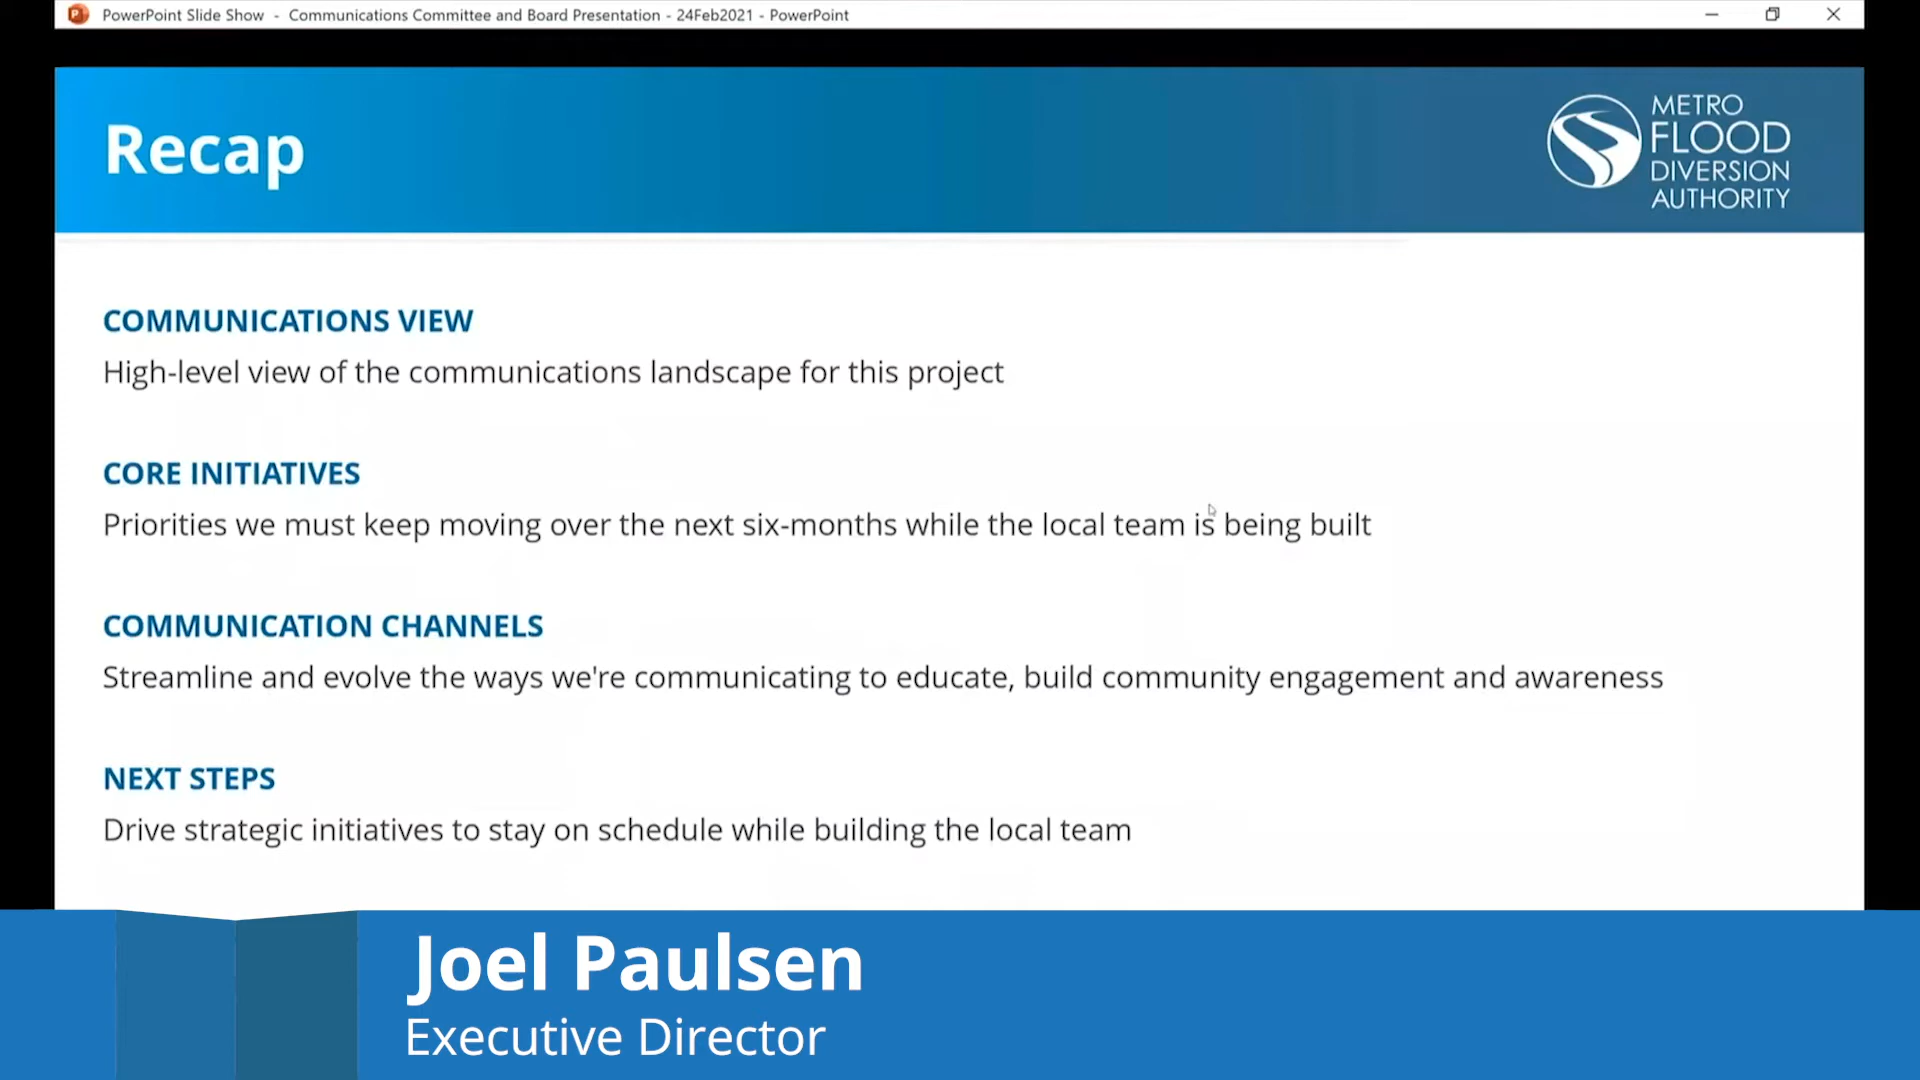 PowerPoint Slide Show - Communications Committee and Board Presentation - 24Feb2021 - PowerPoint
Recap
METRO
FLOOD
DIVERSION
AUTHORITY
COMMUNICATIONS VIEW
High-level view of the communications landscape for this project
CORE INITIATIVES
Priorities we must keep moving over the next six-months while the local team is being built
COMMUNICATION CHANNELS
Streamline and evolve the ways we're communicating to educate, build community engagement and awareness
NEXT STEPS
Drive strategic initiatives to stay on schedule while building the local team
Joel Paulsen
Executive Director